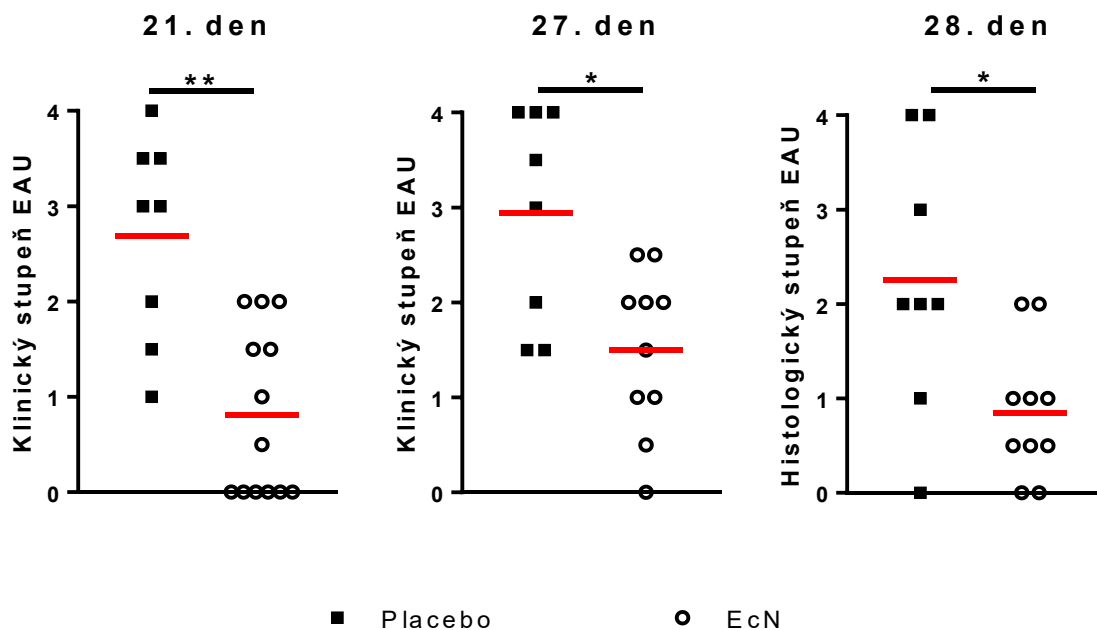 21. den
27. den
28. den
**
*
*
Klinický stupeň EAU
4
3
2
1
0
Klinický stupeň EAU
4
3
2
1
0
Histologický stupeň EAU
4
3
2
1
0
Placebo
EcN